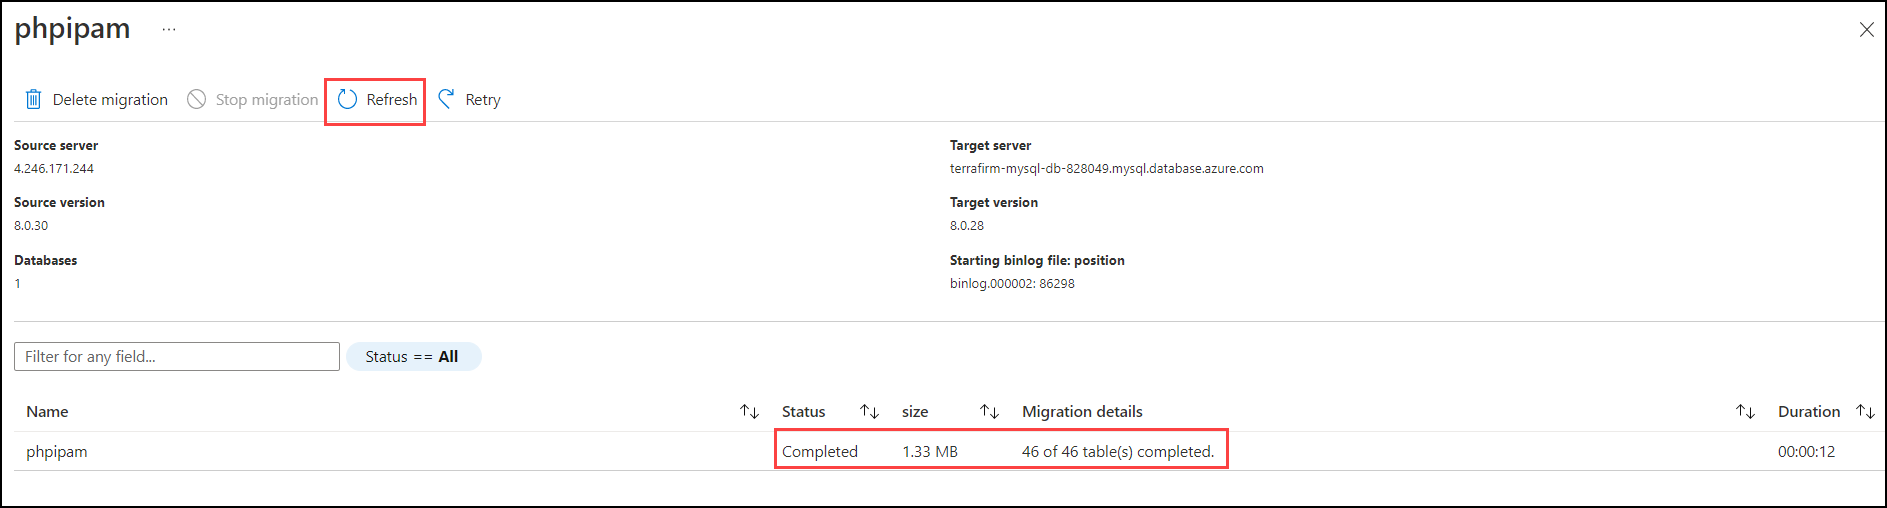 phpipam ...
Delete migration Stop migration Refresh Retry
Source server Target server
4.246.171.244 terrafirm-mysql-db-828049.mysql.database.azure.com
Source version Target version
8.0.30 8.0.28
Databases Starting binlog file: position
1 binlog.000002: 86298
Filter for any field... Status == All
Name Status size Migration details Duration
phpipam Completed 1.33 MB 46 of 46 table(s) completed. 00:00:12